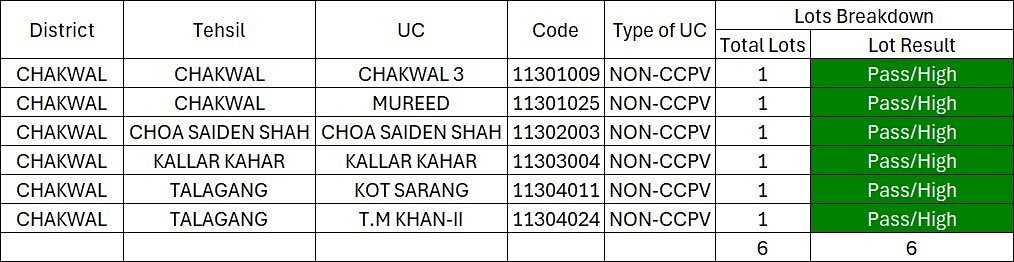 District Tehsil UC Code Type of UC Lots Breakdown
Total Lots Lot Result
CHAKWAL CHAKWAL CHAKWAL 3 11301009 NON-CCPV 1 Pass/High
CHAKWAL CHAKWAL MUREED 11301025 NON-CCPV 1 Pass/High
CHAKWAL CHOA SAIDEN SHAH CHOA SAIDEN SHAH 11302003 NON-CCPV 1 Pass/High
CHAKWAL KALLAR KAHAR KALLAR KAHAR 11303004 NON-CCPV 1 Pass/High
CHAKWAL TALAGANG KOT SARANG 11304011 NON-CCPV 1 Pass/High
CHAKWAL TALAGANG T.M KHAN-II 11304024 NON-CCPV 1 Pass/High
6 6